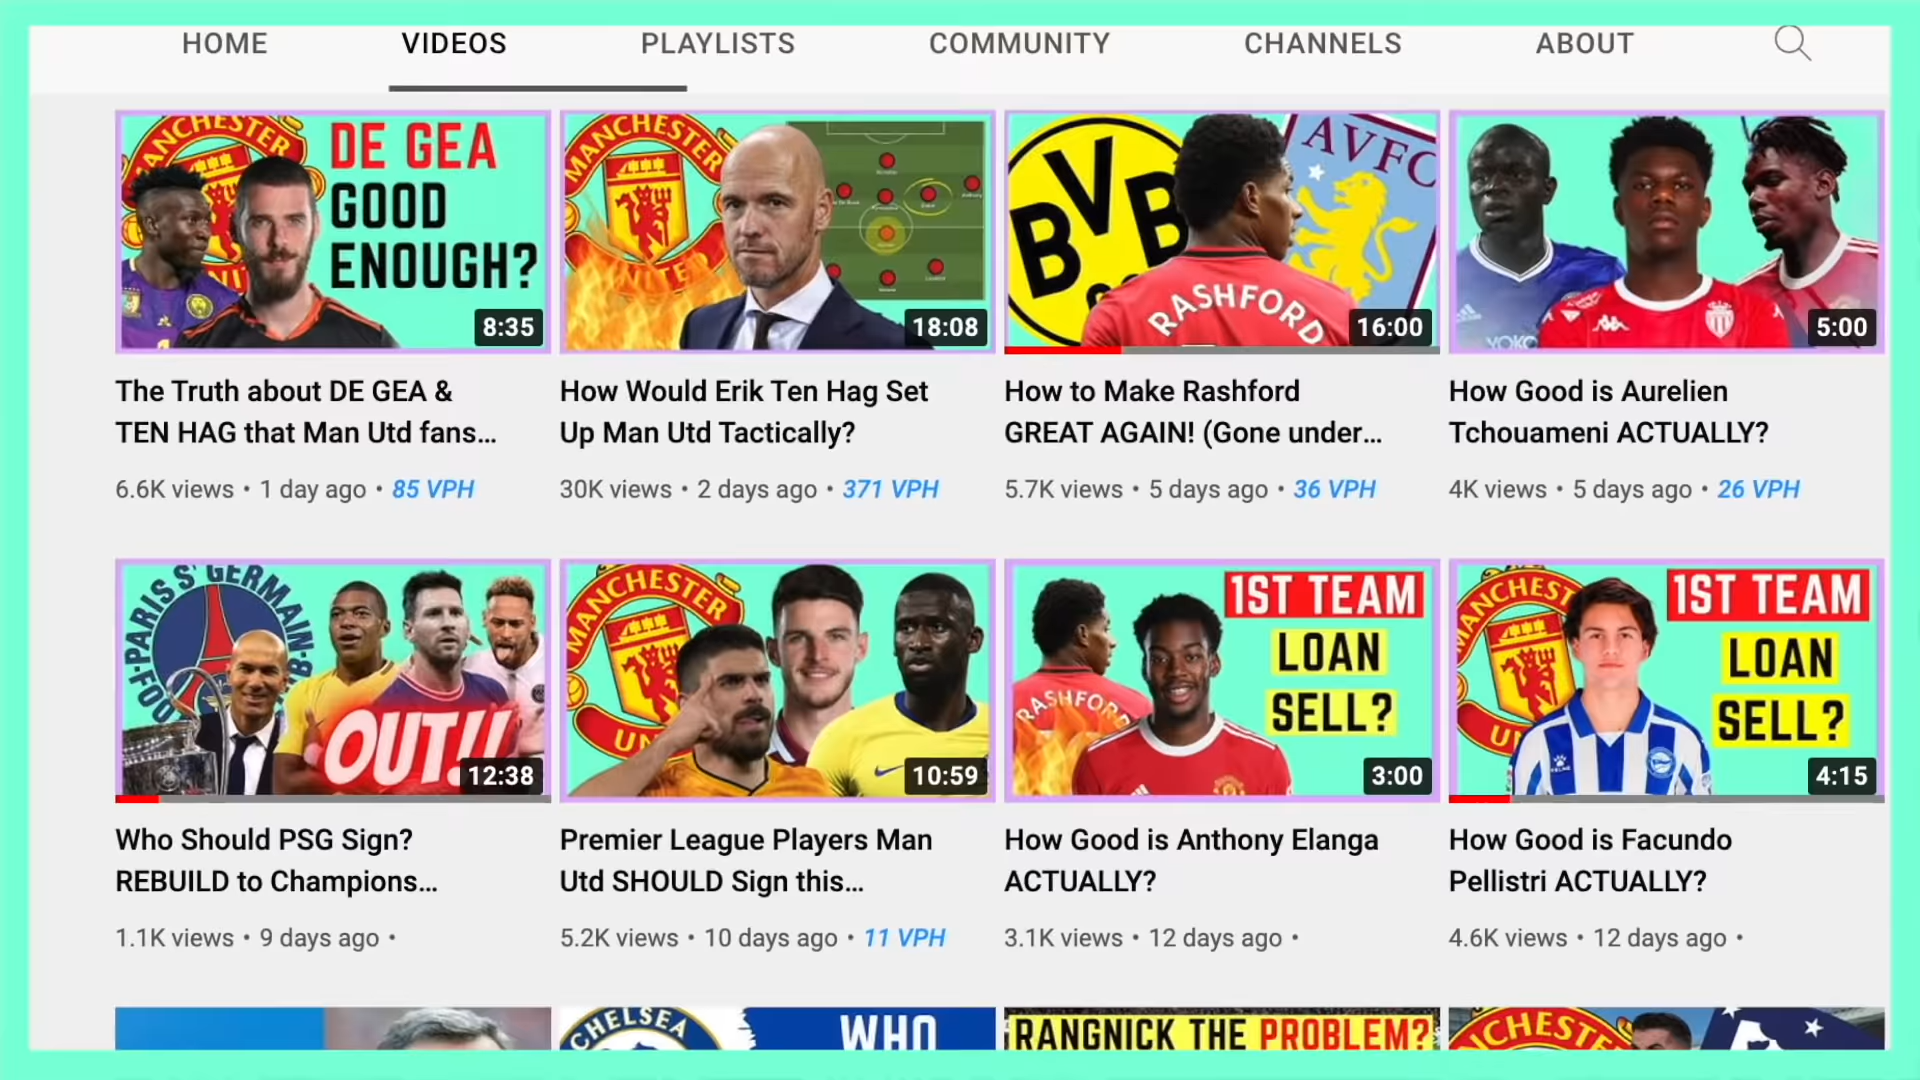 HOME VIDEOS PLAYLISTS COMMUNITY CHANNELS ABOUT
MANCHESTER
DE GEA
GOOD
ENOUGH?
8:35
The Truth about DE GEA &
TEN HAG that Man Utd fans...
6.6K views • 1 day ago • 85 VPH
MANCHESTER
18:08
How Would Erik Ten Hag Set
Up Man Utd Tactically?
30K views • 2 days ago • 371 VPH
BVB
AVFC
RASHFORD
16:00
How to Make Rashford
GREAT AGAIN! (Gone under...
5.7K views • 5 days ago • 36 VPH
5:00
How Good is Aurelien
Tchouameni ACTUALLY?
4K views • 5 days ago • 26 VPH
PARIS ST GERMAIN
OUT!!
12:38
Who Should PSG Sign?
REBUILD to Champions...
1.1K views • 9 days ago •
MANCHESTER
10:59
Premier League Players Man
Utd SHOULD Sign this...
5.2K views • 10 days ago • 11 VPH
RASHFORD
1ST TEAM
LOAN
SELL?
3:00
How Good is Anthony Elanga
ACTUALLY?
3.1K views • 12 days ago •
1ST TEAM
LOAN
SELL?
4:15
How Good is Facundo
Pellistri ACTUALLY?
4.6K views • 12 days ago •
CHELSEA
WHO
RANGNICK THE PROBLEM?